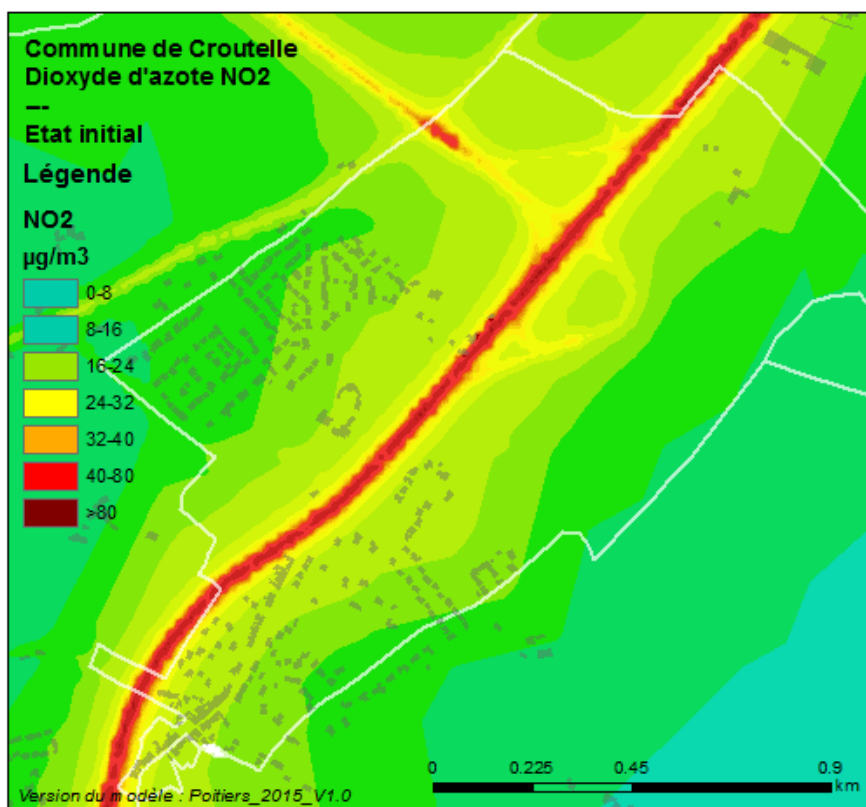 Commune de Croutelle
Dioxyde d'azote NO2
---
Etat initial
Légende
NO2
µg/m3
0-8
8-16
16-24
24-32
32-40
40-80
>80
0 0.225 0.45 0.9
km
Version du modèle : Poitiers_2015_V1.0